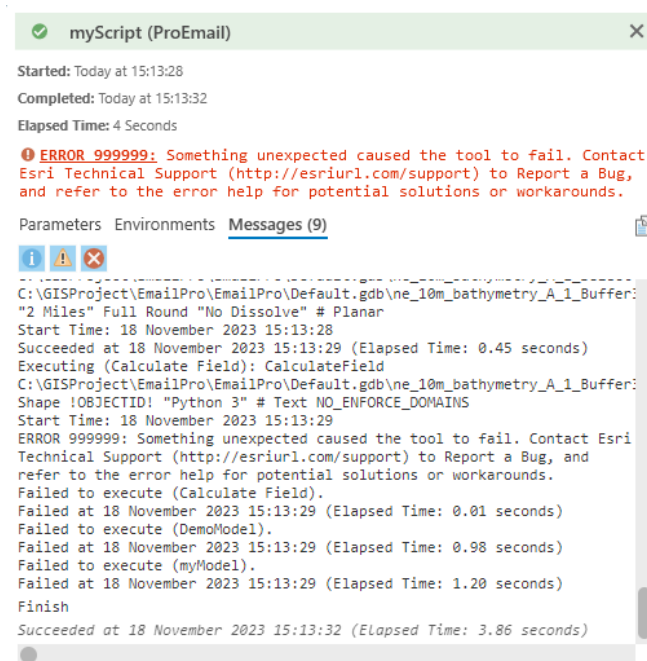 myScript (ProEmail)
Started: Today at 15:13:28
Completed: Today at 15:13:32
Elapsed Time: 4 Seconds
ERROR 999999: Something unexpected caused the tool to fail. Contact
Esri Technical Support (http://esriurl.com/support) to Report a Bug,
and refer to the error help for potential solutions or workarounds.
Parameters Environments Messages (9)
C:\GISProject\EmailPro\EmailPro\Default.gdb\ne_10m_bathymetry_A_1_Buffer
"2 Miles" Full Round "No Dissolve" # Planar
Start Time: 18 November 2023 15:13:28
Succeeded at 18 November 2023 15:13:29 (Elapsed Time: 0.45 seconds)
Executing (Calculate Field): CalculateField
C:\GISProject\EmailPro\EmailPro\Default.gdb\ne_10m_bathymetry_A_1_Buffer
Shape !OBJECTID! "Python 3" # Text NO_ENFORCE_DOMAINS
Start Time: 18 November 2023 15:13:29
ERROR 999999: Something unexpected caused the tool to fail. Contact Esri
Technical Support (http://esriurl.com/support) to Report a Bug, and
refer to the error help for potential solutions or workarounds.
Failed to execute (Calculate Field).
Failed at 18 November 2023 15:13:29 (Elapsed Time: 0.01 seconds)
Failed to execute (DemoModel).
Failed at 18 November 2023 15:13:29 (Elapsed Time: 0.98 seconds)
Failed to execute (myModel).
Failed at 18 November 2023 15:13:29 (Elapsed Time: 1.20 seconds)
Finish
Succeeded at 18 November 2023 15:13:32 (Elapsed Time: 3.86 seconds)